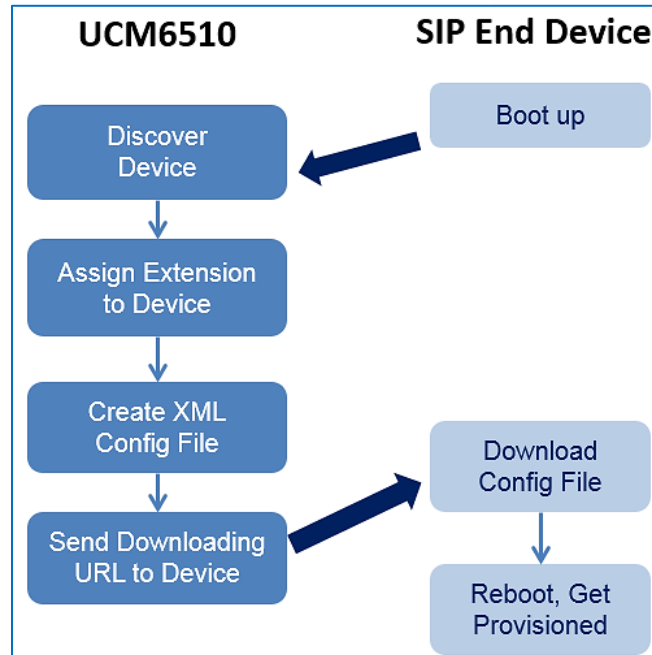 UCM6510
SIP End Device
Boot up
Discover
Device
Assign Extension
to Device
Create XML
Config File
Send Downloading
URL to Device
Download
Config File
Reboot, Get
Provisioned